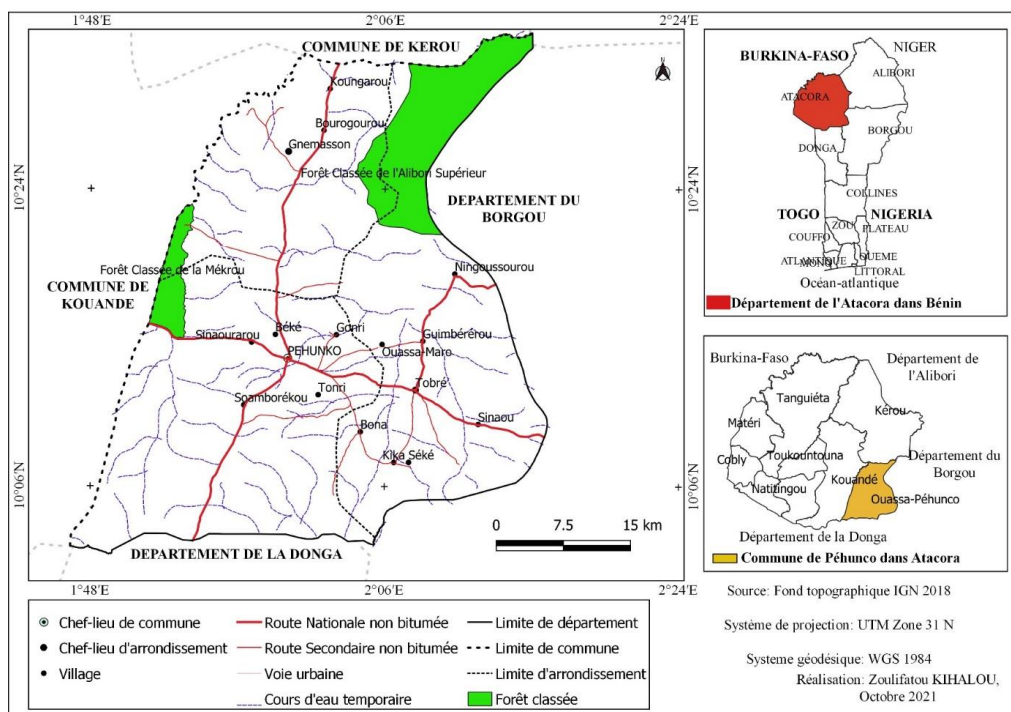 1°48'E
2°06'E
2°24'E
COMMUNE DE KEROU
Koungarou
Bourogourou
Gnemasson
Forêt Classée de l'Alibori Supérieur
10°24'N
10°24'N
DEPARTEMENT DU
BORGOU
Forêt Classée de la Mékrou
Ningoussourou
COMMUNE DE
KOUANDE
Sinaourarou
Béké
Gonri
Guimbérêrou
PEHUNKO
Ouassa-Maro
Tonri
Tobré
Soamborékou
Sinaou
Bona
Kika
Séké
10°06'N
10°06'N
0
7.5
15 km
DEPARTEMENT DE LA DONGA
1°48'E
2°06'E
2°24'E
BURKINA-FASO
NIGER
ALIBORI
ATACORA
BORGOU
DONGA
COLLINES
TOGO
NIGERIA
ZOU
PLATEAU
COUFFO
ATLANTIQUE
OUEME
MONO
LITTORAL
Océan-atlantique
Département de l'Atacora dans Bénin
Burkina-Faso
Département de
l'Alibori
Tanguiéta
Kérou
Matéri
Cobly
Toukountouna
Département du
Borgou
Kouandé
Natitingou
Ouassa-Péhunco
Département de la Donga
Commune de Péhunco dans Atacora
Source: Fond topographique IGN 2018
Système de projection: UTM Zone 31 N
Systeme géodésique: WGS 1984
Réalisation: Zoulifatou KIHALOU,
Octobre 2021
Chef-lieu de commune
Chef-lieu d'arrondissement
Village
Route Nationale non bitumée
Route Secondaire non bitumée
Voie urbaine
Cours d'eau temporaire
Limite de département
Limite de commune
Limite d'arrondissement
Forêt classée